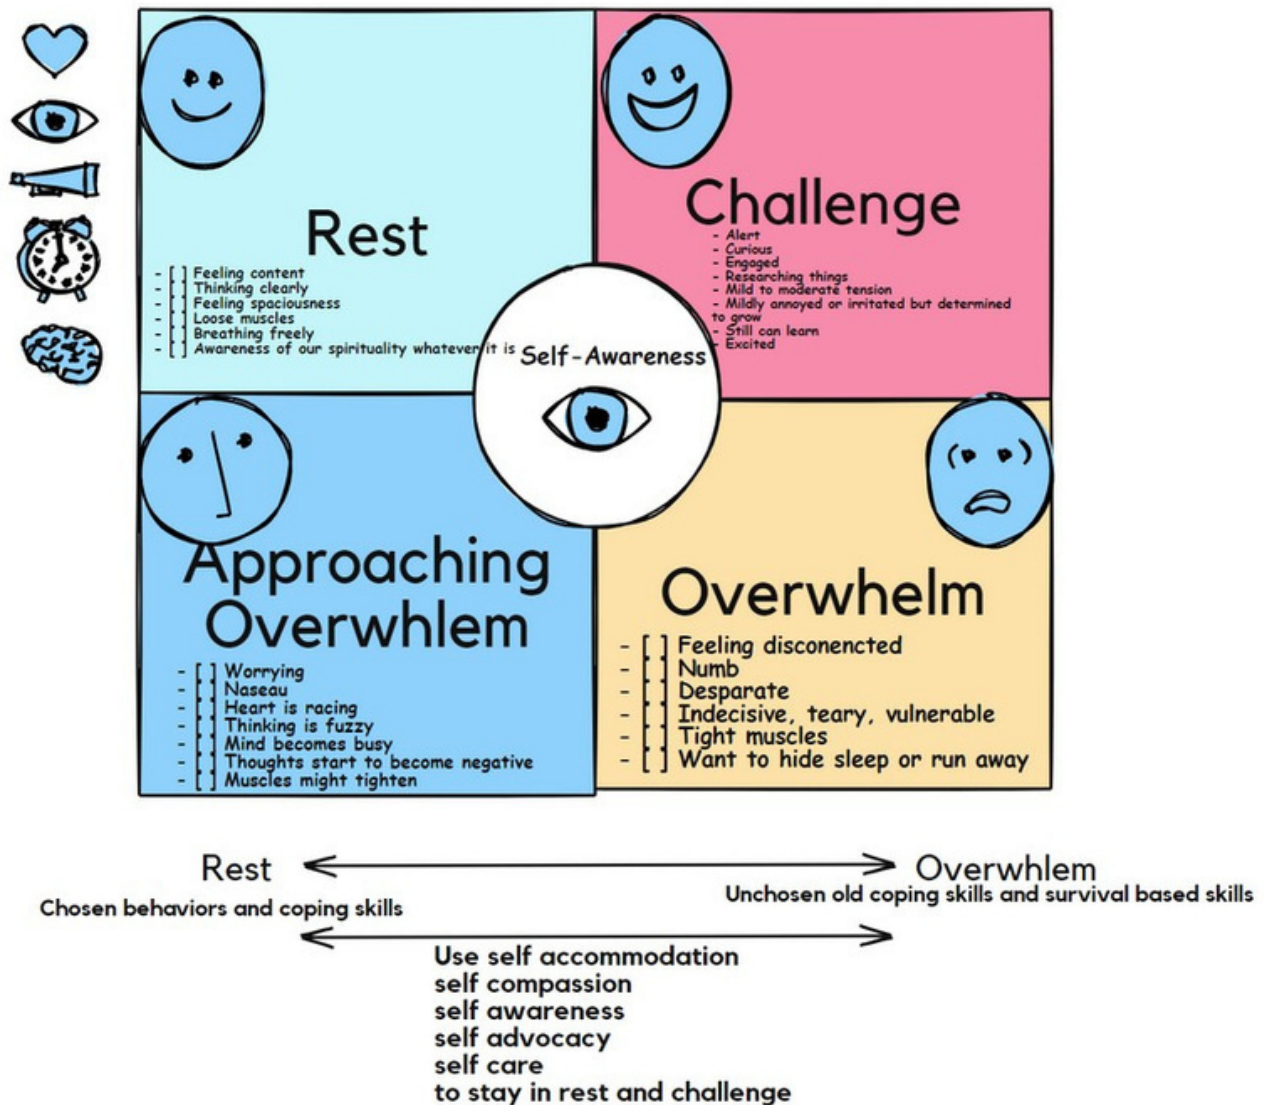 Rest
- [ ] Feeling content
- [ ] Thinking clearly
- [ ] Feeling spaciousness
- [ ] Loose muscles
- [ ] Breathing freely
- [ ] Awareness of our spirituality whatever it is
Challenge
- Alert
- Curious
- Engaged
- Researching things
- Mild to moderate tension
- Mildly annoyed or irritated but determined
to grow
- Still can learn
- Excited
Self-Awareness
Approaching
Overwhlem
- [ ] Worrying
- [ ] Naseau
- [ ] Heart is racing
- [ ] Thinking is fuzzy
- [ ] Mind becomes busy
- [ ] Thoughts start to become negative
- [ ] Muscles might tighten
Overwhelm
- [ ] Feeling disconencted
- [ ] Numb
- [ ] Desparate
- [ ] Indecisive, teary, vulnerable
- [ ] Tight muscles
- [ ] Want to hide sleep or run away
Rest
Overwhlem
Chosen behaviors and coping skills
Unchosen old coping skills and survival based skills
Use self accommodation
self compassion
self awareness
self advocacy
self care
to stay in rest and challenge